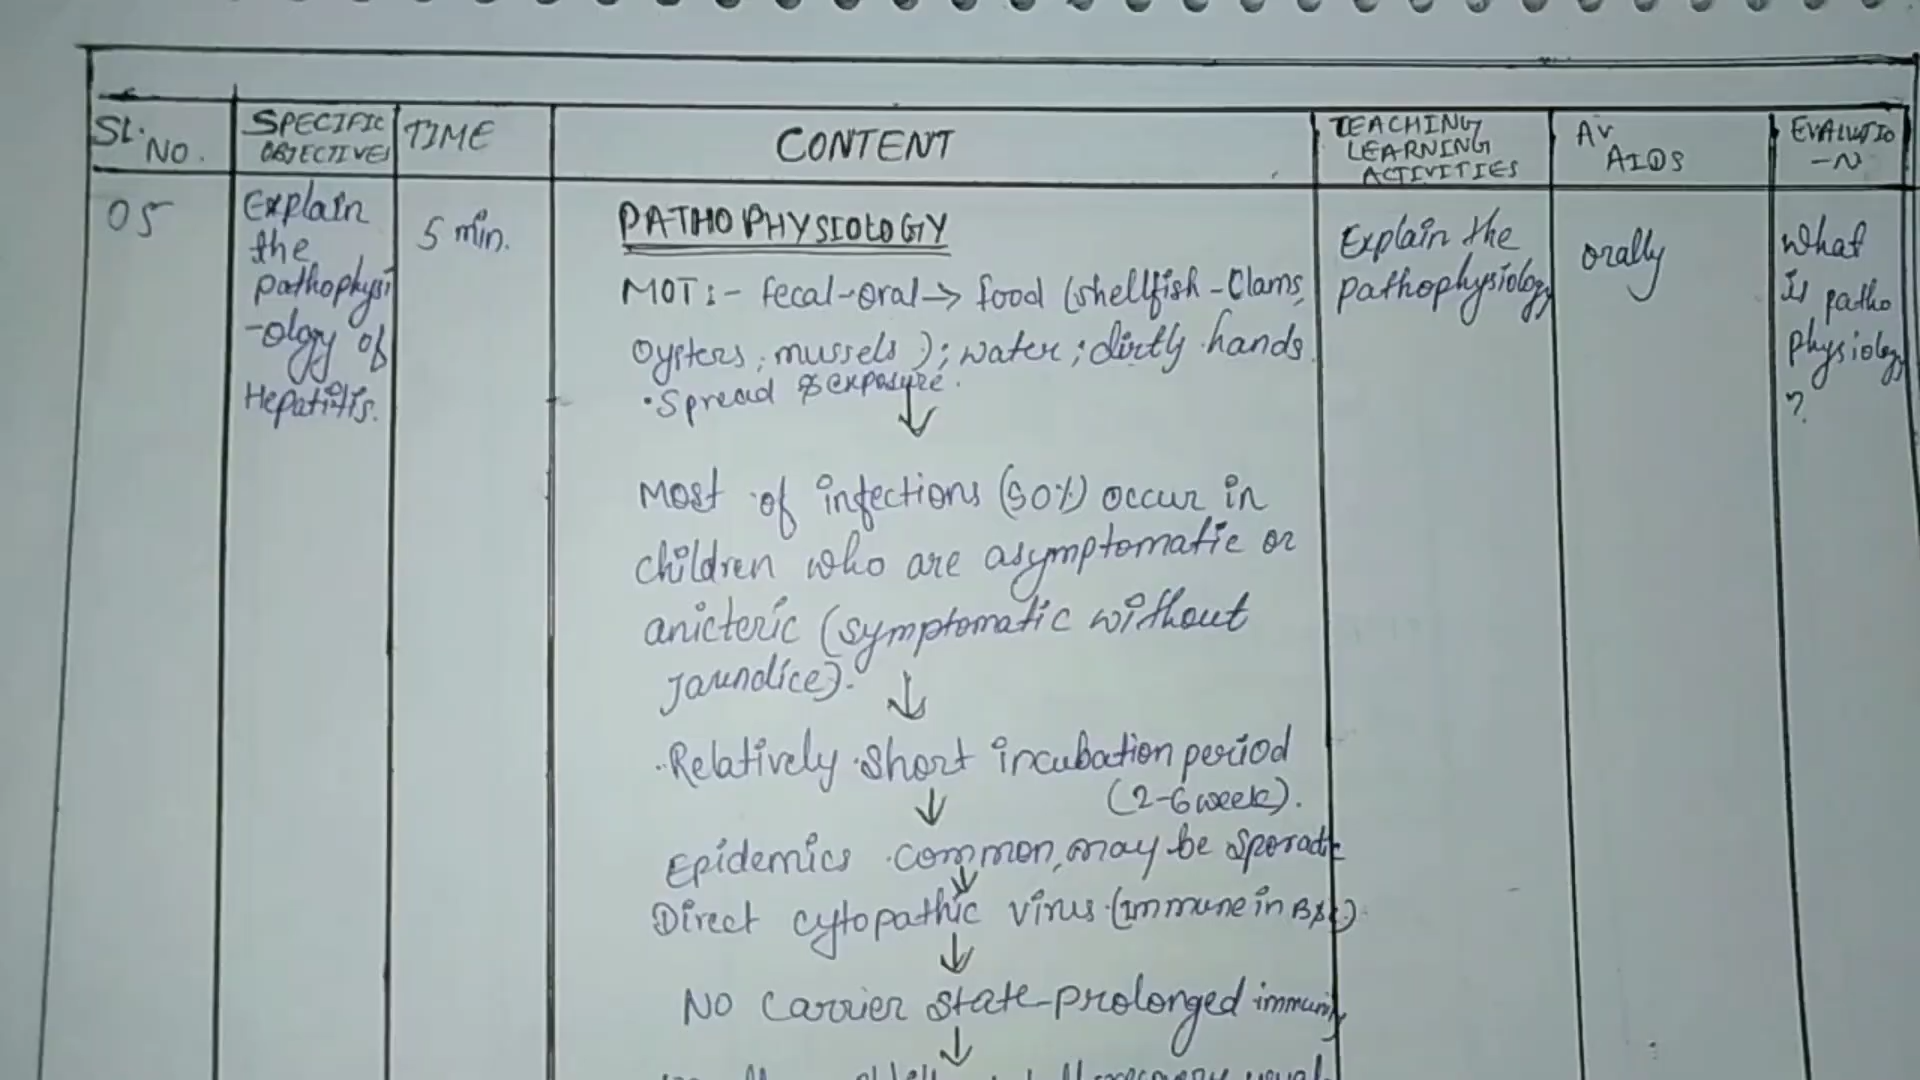 SL. NO.
SPECIFIC OBJECTIVES
TIME
CONTENT
TEACHING LEARNING ACTIVITIES
AV AIDS
EVALUATIO
-N
05
Explain
the
pathophysi
-ology of
Hepatitis.
5 min.
PATHOPHYSIOLOGY
MOT:- fecal-oral → food (shellfish - Clams,
oysters, mussels); water; dirty hands
• Spread exposure.
↓
Most of infections (50%) occur in
children who are asymptomatic or
anicteric (symptomatic without
jaundice).
↓
Relatively short incubation period
(2-6 week).
↓
Epidemics common, may be sporadic
↓
Direct cytopathic virus (immune in B&C).
↓
NO Carrier state-prolonged immunity
↓
Explain the
pathophysiology
orally
what
is patho
physiology
?